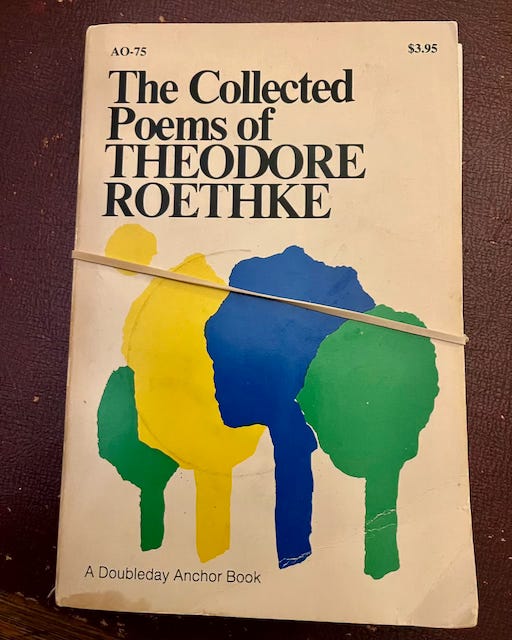 AO-75 $3.95
The Collected
Poems of
THEODORE
ROETHKE
A Doubleday Anchor Book